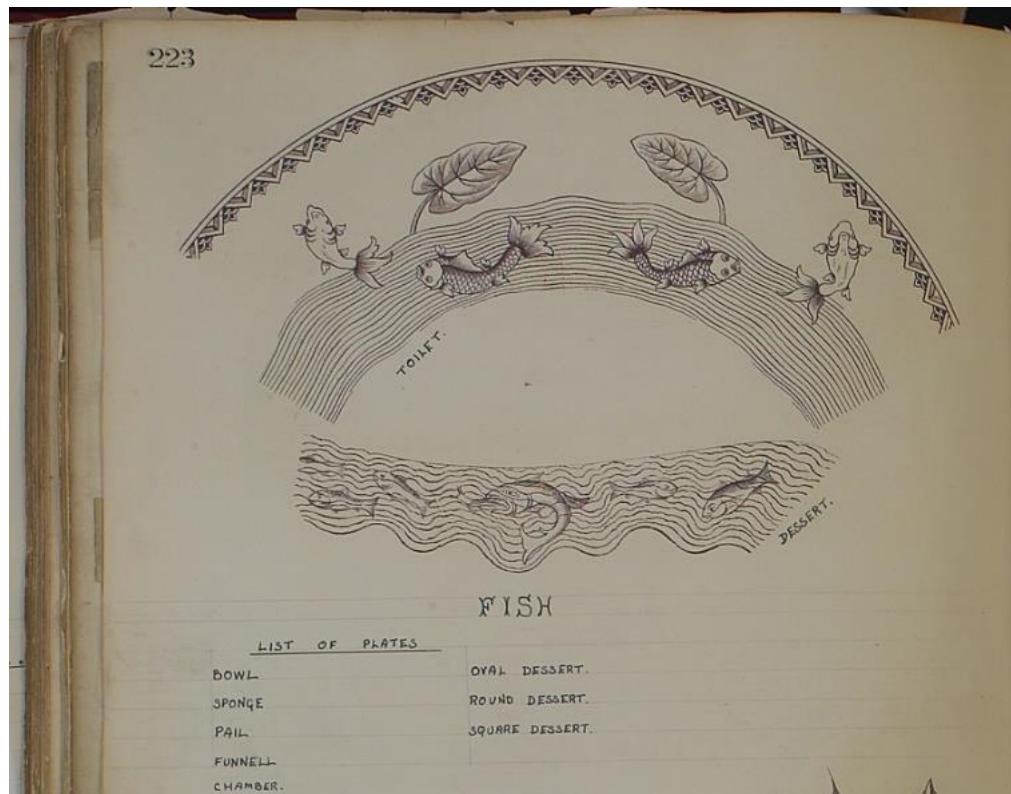 223
TOILET.
DESSERT.
FISH
LIST OF PLATES
BOWL
SPONGE
PAIL
FUNNELL
CHAMBER.
OVAL DESSERT.
ROUND DESSERT.
SQUARE DESSERT.